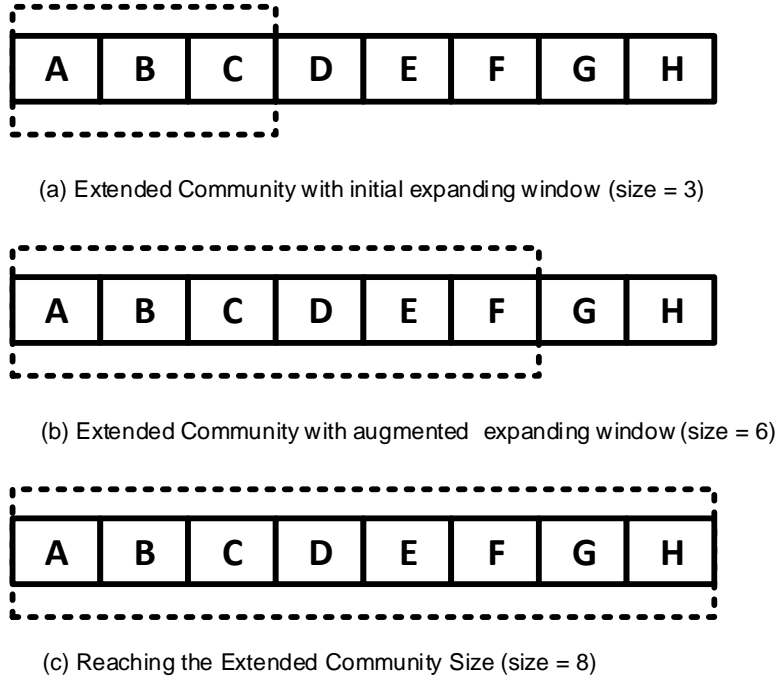 A B C D E F G H
(a) Extended Community with initial expanding window (size = 3)
A B C D E F G H
(b) Extended Community with augmented expanding window (size = 6)
A B C D E F G H
(c) Reaching the Extended Community Size (size = 8)